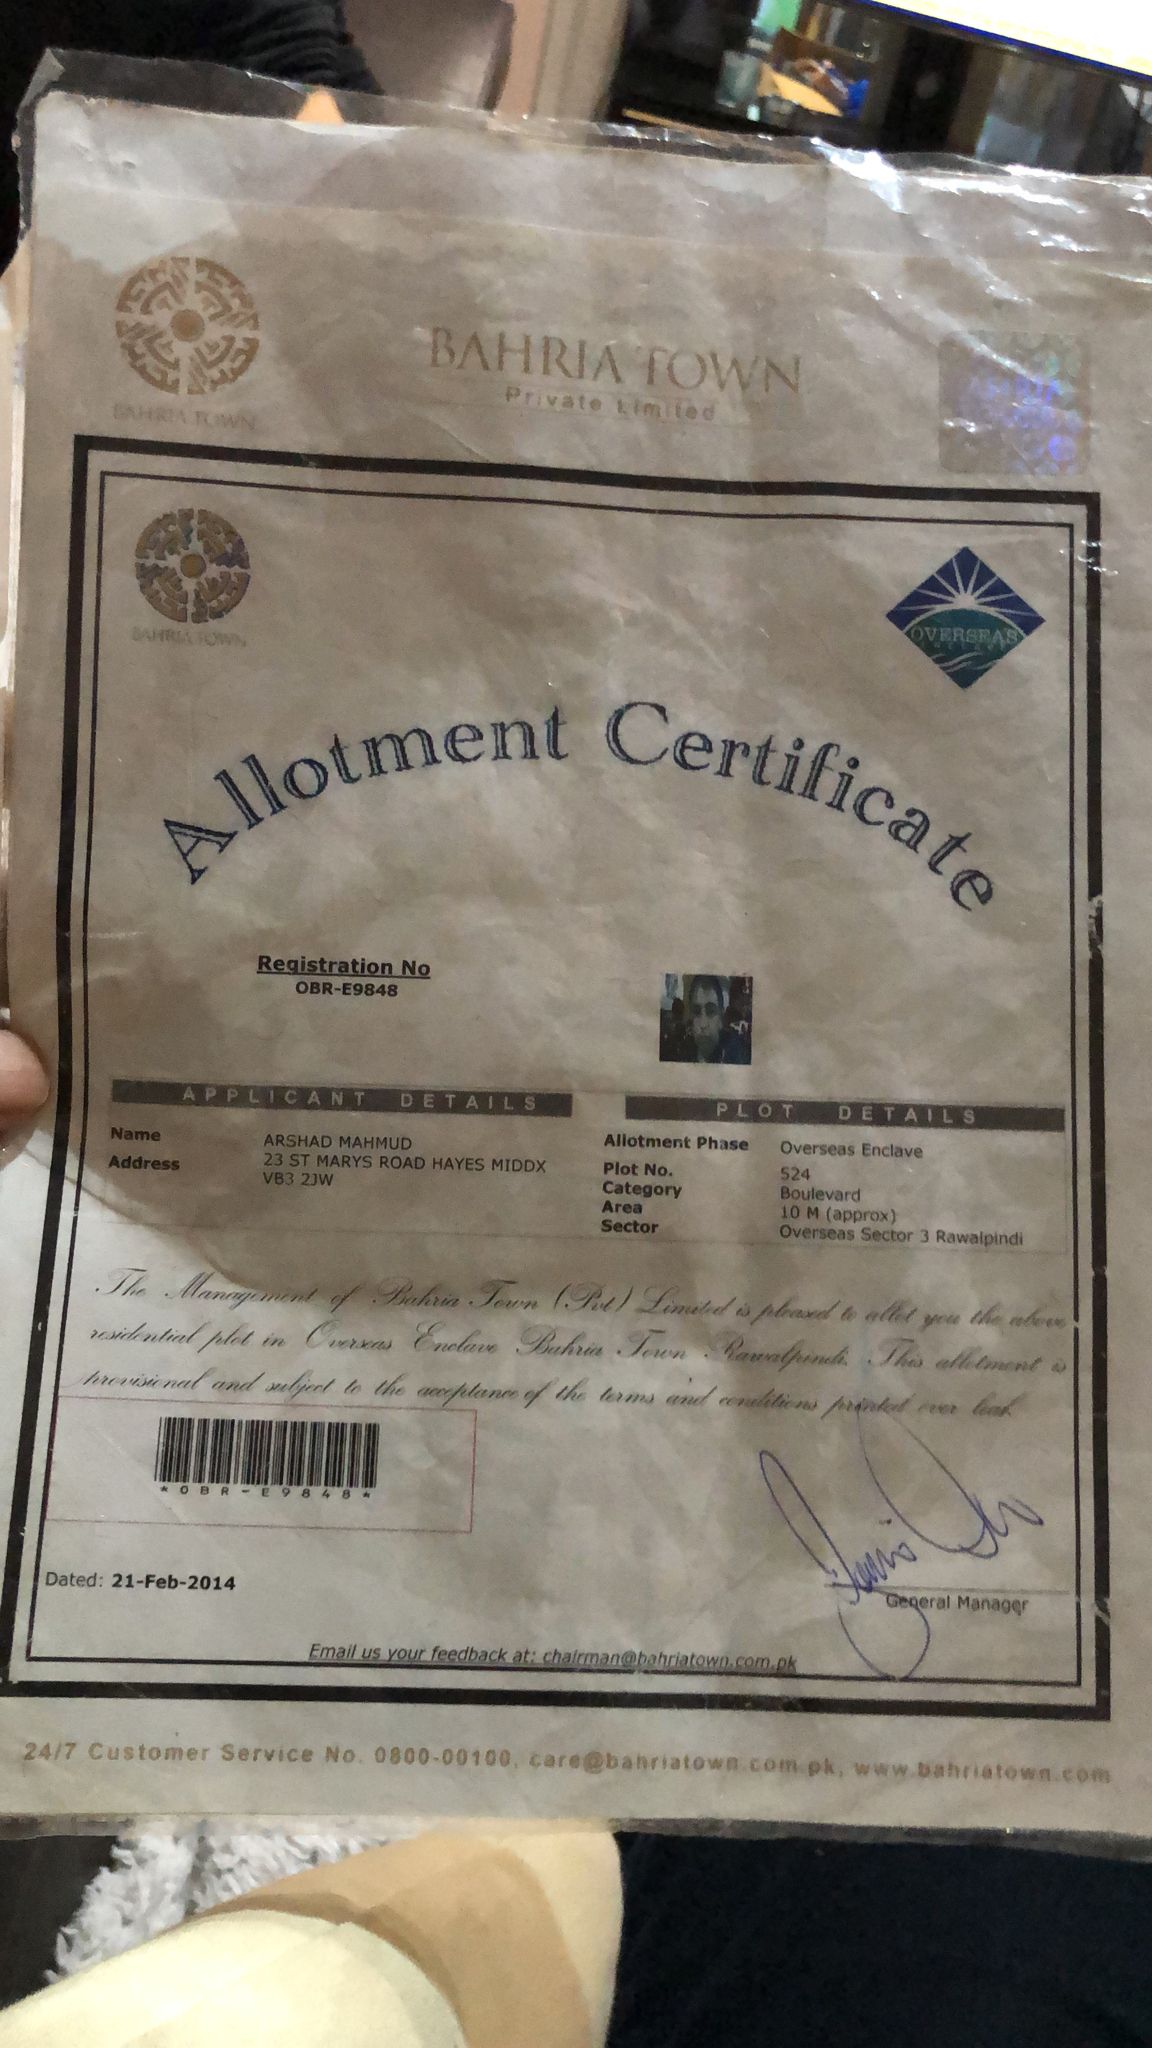 BAHRIA TOWN
BAHRIA TOWN
Private Limited
BAHRIA TOWN
OVERSEAS
Allotment Certificate
Registration No
OBR-E9848
APPLICANT DETAILS
Name ARSHAD MAHMUD
Address 23 ST MARYS ROAD HAYES MIDDX
VB3 2JW
PLOT DETAILS
Allotment Phase Overseas Enclave
Plot No. 524
Category Boulevard
Area 10 M (approx)
Sector Overseas Sector 3 Rawalpindi
The Management of Bahria Town (Pvt) Limited is pleased to allot you the above
residential plot in Overseas Enclave Bahria Town Rawalpindi. This allotment is
provisional and subject to the acceptance of the terms and conditions printed over leaf.
*OBR-E9848*
Dated: 21-Feb-2014
General Manager
Email us your feedback at: chairman@bahriatown.com.pk
24/7 Customer Service No. 0800-00100, care@bahriatown.com.pk, www.bahriatown.com